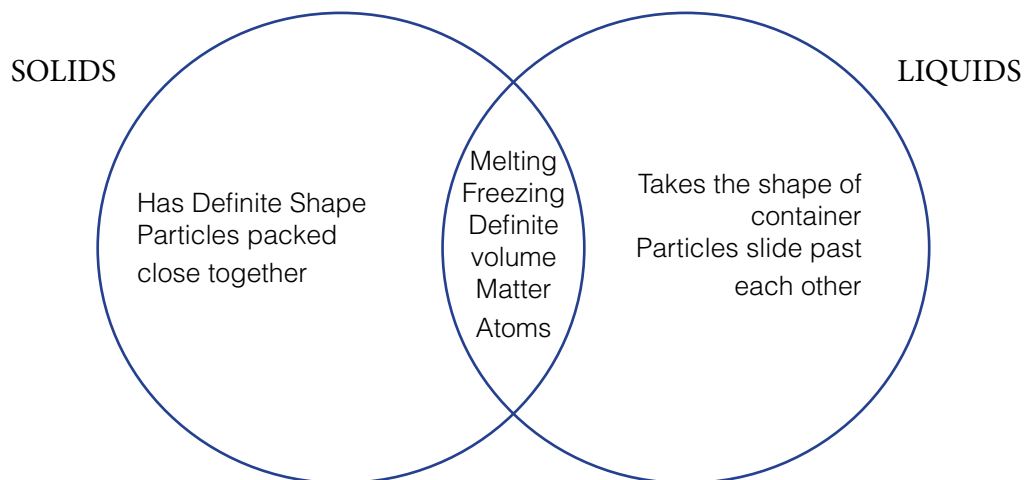 SOLIDS
LIQUIDS
Has Definite Shape
Particles packed
close together
Melting
Freezing
Definite
volume
Matter
Atoms
Takes the shape of
container
Particles slide past
each other